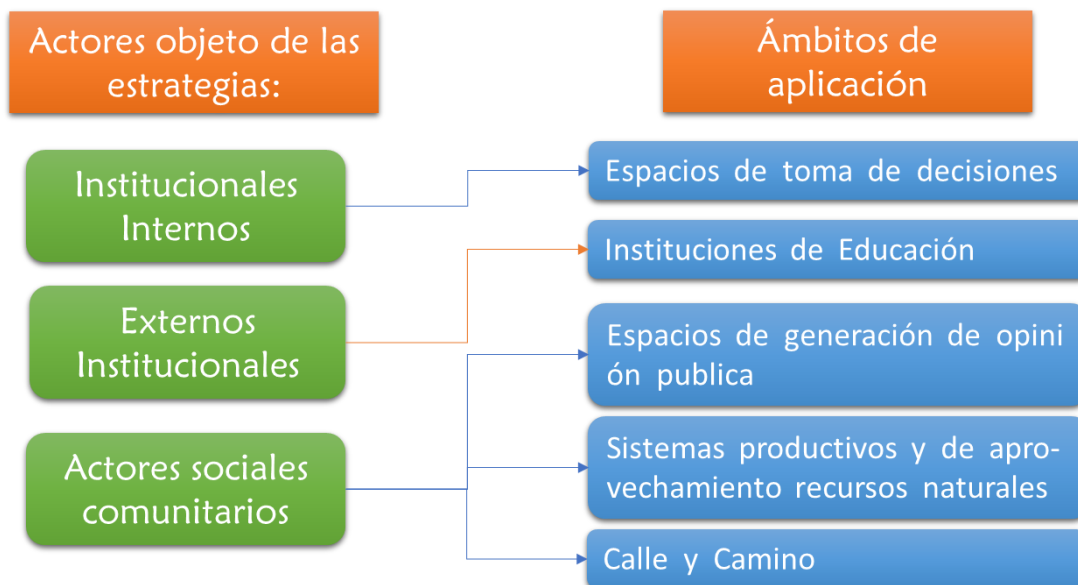 Actores objeto de las
estrategias:
Ámbitos de
aplicación
Institucionales
Internos
Externos
Institucionales
Actores sociales
comunitarios
Espacios de toma de decisiones
Instituciones de Educación
Espacios de generación de opini
ón publica
Sistemas productivos y de apro-
vechamiento recursos naturales
Calle y Camino